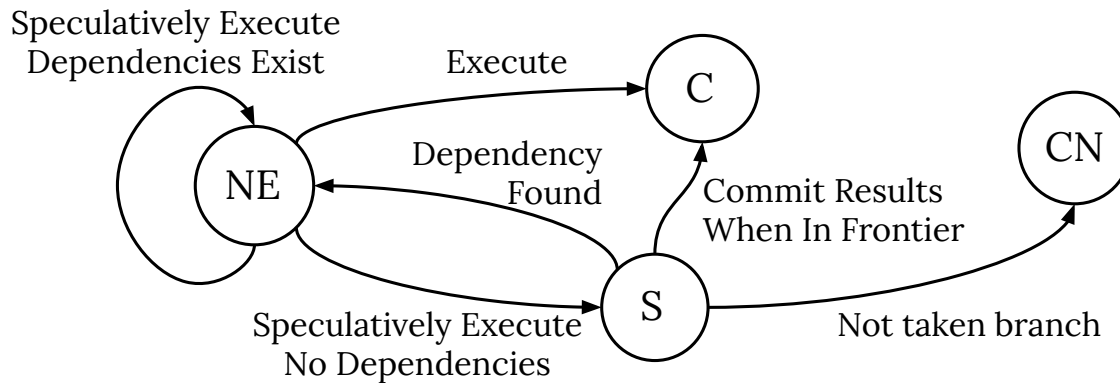 Speculatively Execute
Dependencies Exist
Execute
C
CN
Dependency
Found
NE
Commit Results
When In Frontier
S
Speculatively Execute
No Dependencies
Not taken branch